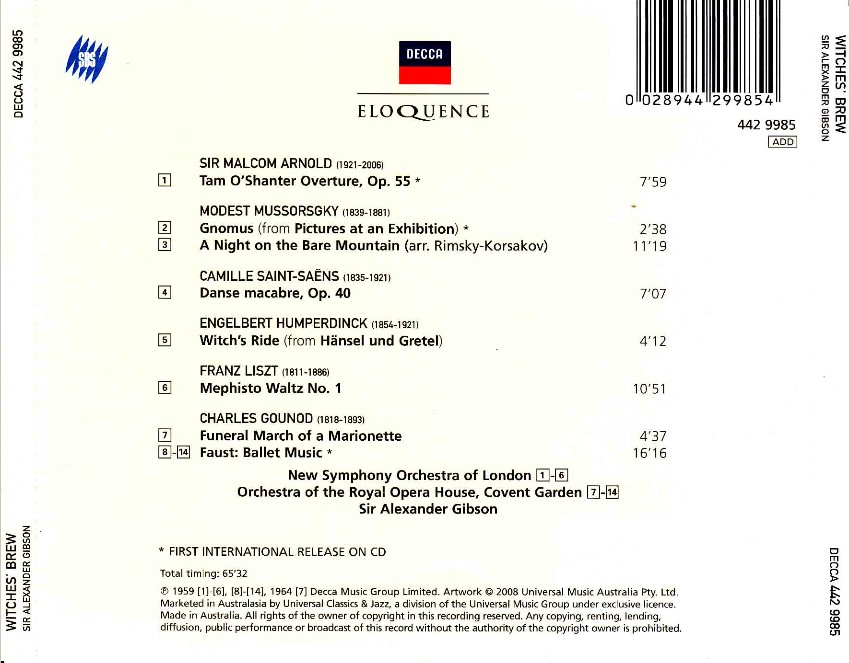 DECCA 442 9985
SBS
DECCA
ELOQUENCE
0 028944 299854
442 9985
ADD
WITCHES' BREW
SIR ALEXANDER GIBSON
SIR MALCOM ARNOLD (1921-2006)
1 Tam O'Shanter Overture, Op. 55 * 7'59
MODEST MUSSORSGKY (1839-1881)
2 Gnomus (from Pictures at an Exhibition) * 2'38
3 A Night on the Bare Mountain (arr. Rimsky-Korsakov) 11'19
CAMILLE SAINT-SAËNS (1835-1921)
4 Danse macabre, Op. 40 7'07
ENGELBERT HUMPERDINCK (1854-1921)
5 Witch's Ride (from Hänsel und Gretel) 4'12
FRANZ LISZT (1811-1886)
6 Mephisto Waltz No. 1 10'51
CHARLES GOUNOD (1818-1893)
7 Funeral March of a Marionette 4'37
8-14 Faust: Ballet Music * 16'16
New Symphony Orchestra of London 1-6
Orchestra of the Royal Opera House, Covent Garden 7-14
Sir Alexander Gibson
* FIRST INTERNATIONAL RELEASE ON CD
Total timing: 65'32
℗ 1959 [1]-[6], [8]-[14], 1964 [7] Decca Music Group Limited. Artwork © 2008 Universal Music Australia Pty. Ltd.
Marketed in Australasia by Universal Classics & Jazz, a division of the Universal Music Group under exclusive licence.
Made in Australia. All rights of the owner of copyright in this recording reserved. Any copying, renting, lending,
diffusion, public performance or broadcast of this record without the authority of the copyright owner is prohibited.
WITCHES' BREW
SIR ALEXANDER GIBSON
DECCA 442 9985